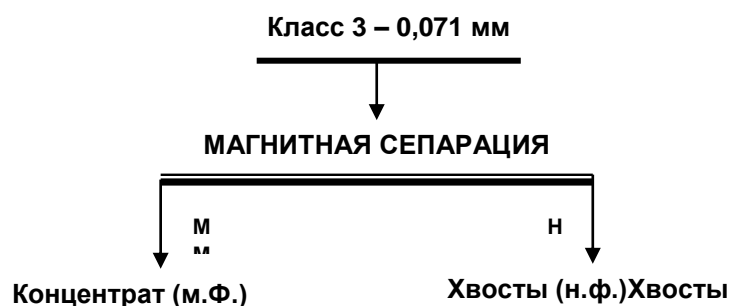 Класс 3 – 0,071 мм
МАГНИТНАЯ СЕПАРАЦИЯ
М Н
М
Концентрат (м.Ф.) Хвосты (н.ф.)Хвосты